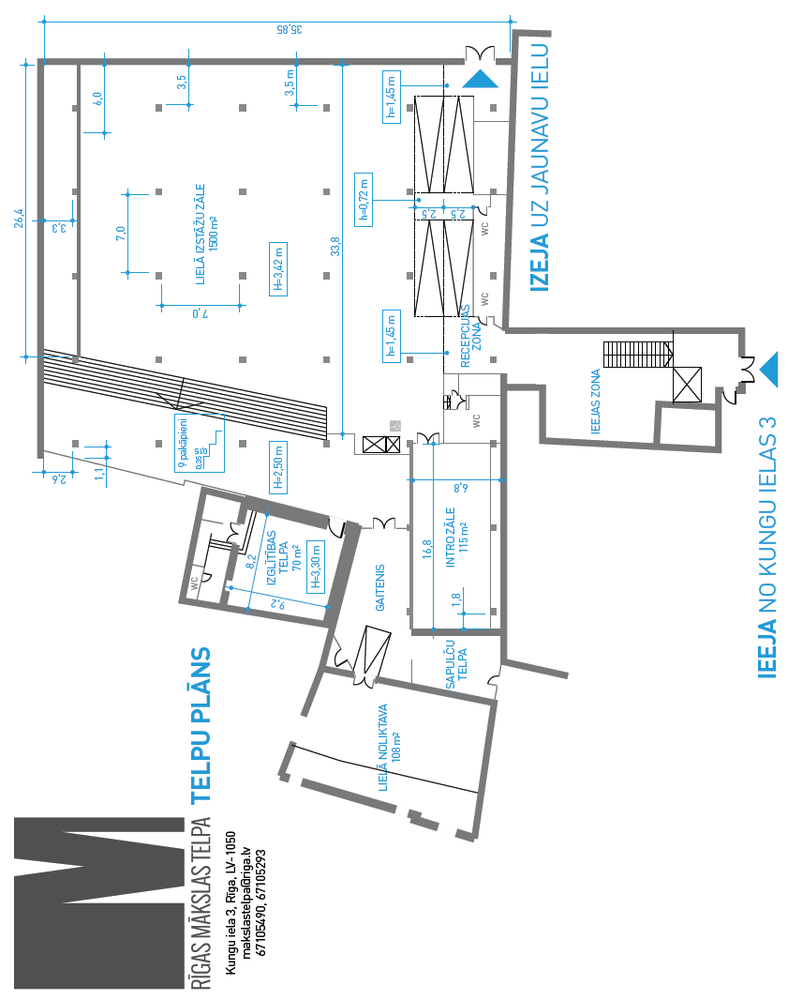 RĪGAS MĀKSLAS TELPA
TELPU PLĀNS
Kungu iela 3, Rīga, LV-1050
makslastelpa@riga.lv
67105490, 67105293
35,85
26,4
6,0
3,5
3,5 m
h=1,45 m
3,3
7,0
LIELĀ IZSTĀŽU ZĀLE
1500 m²
H=3,42 m
7,0
33,8
h=0,72 m
2,5
2,5
WC
WC
h=1,45 m
RECEPCIJAS
ZONA
IZEJA UZ JAUNAVU IELU
IEEJAS ZONA
IEEJA NO KUNGU IELAS 3
9 pakāpieni
0,35
H=2,50 m
2,6
1,1
WC
6,8
16,8
INTRO ZĀLE
115 m²
1,8
WC
8,2
9,2
IZGLĪTĪBAS
TELPA
70 m²
H=3,30 m
GAITENIS
SAPULČU
TELPA
LIELĀ NOLIKTAVA
108 m²